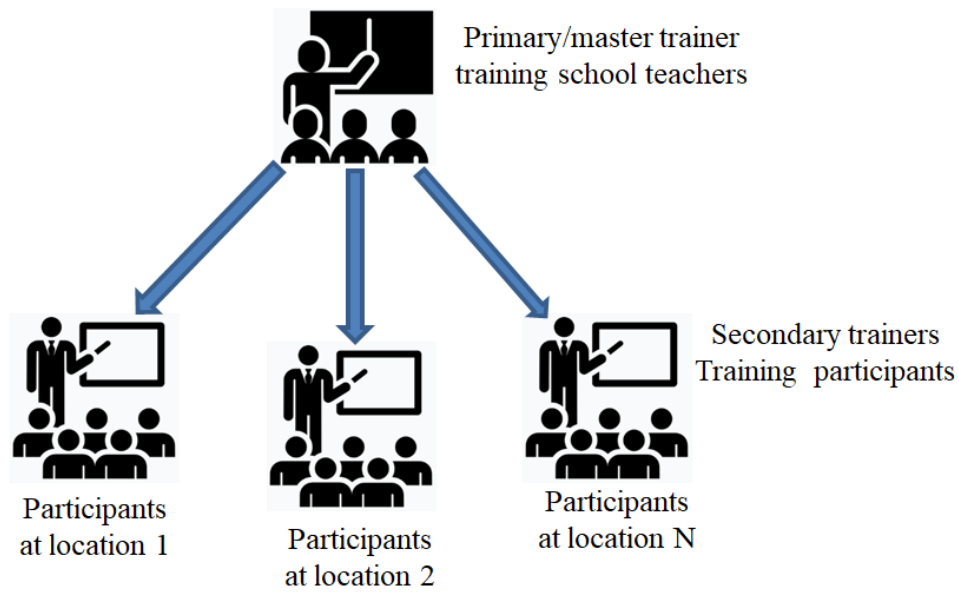 Primary/master trainer
training school teachers
Secondary trainers
Training participants
Participants
at location 1
Participants
at location 2
Participants
at location N